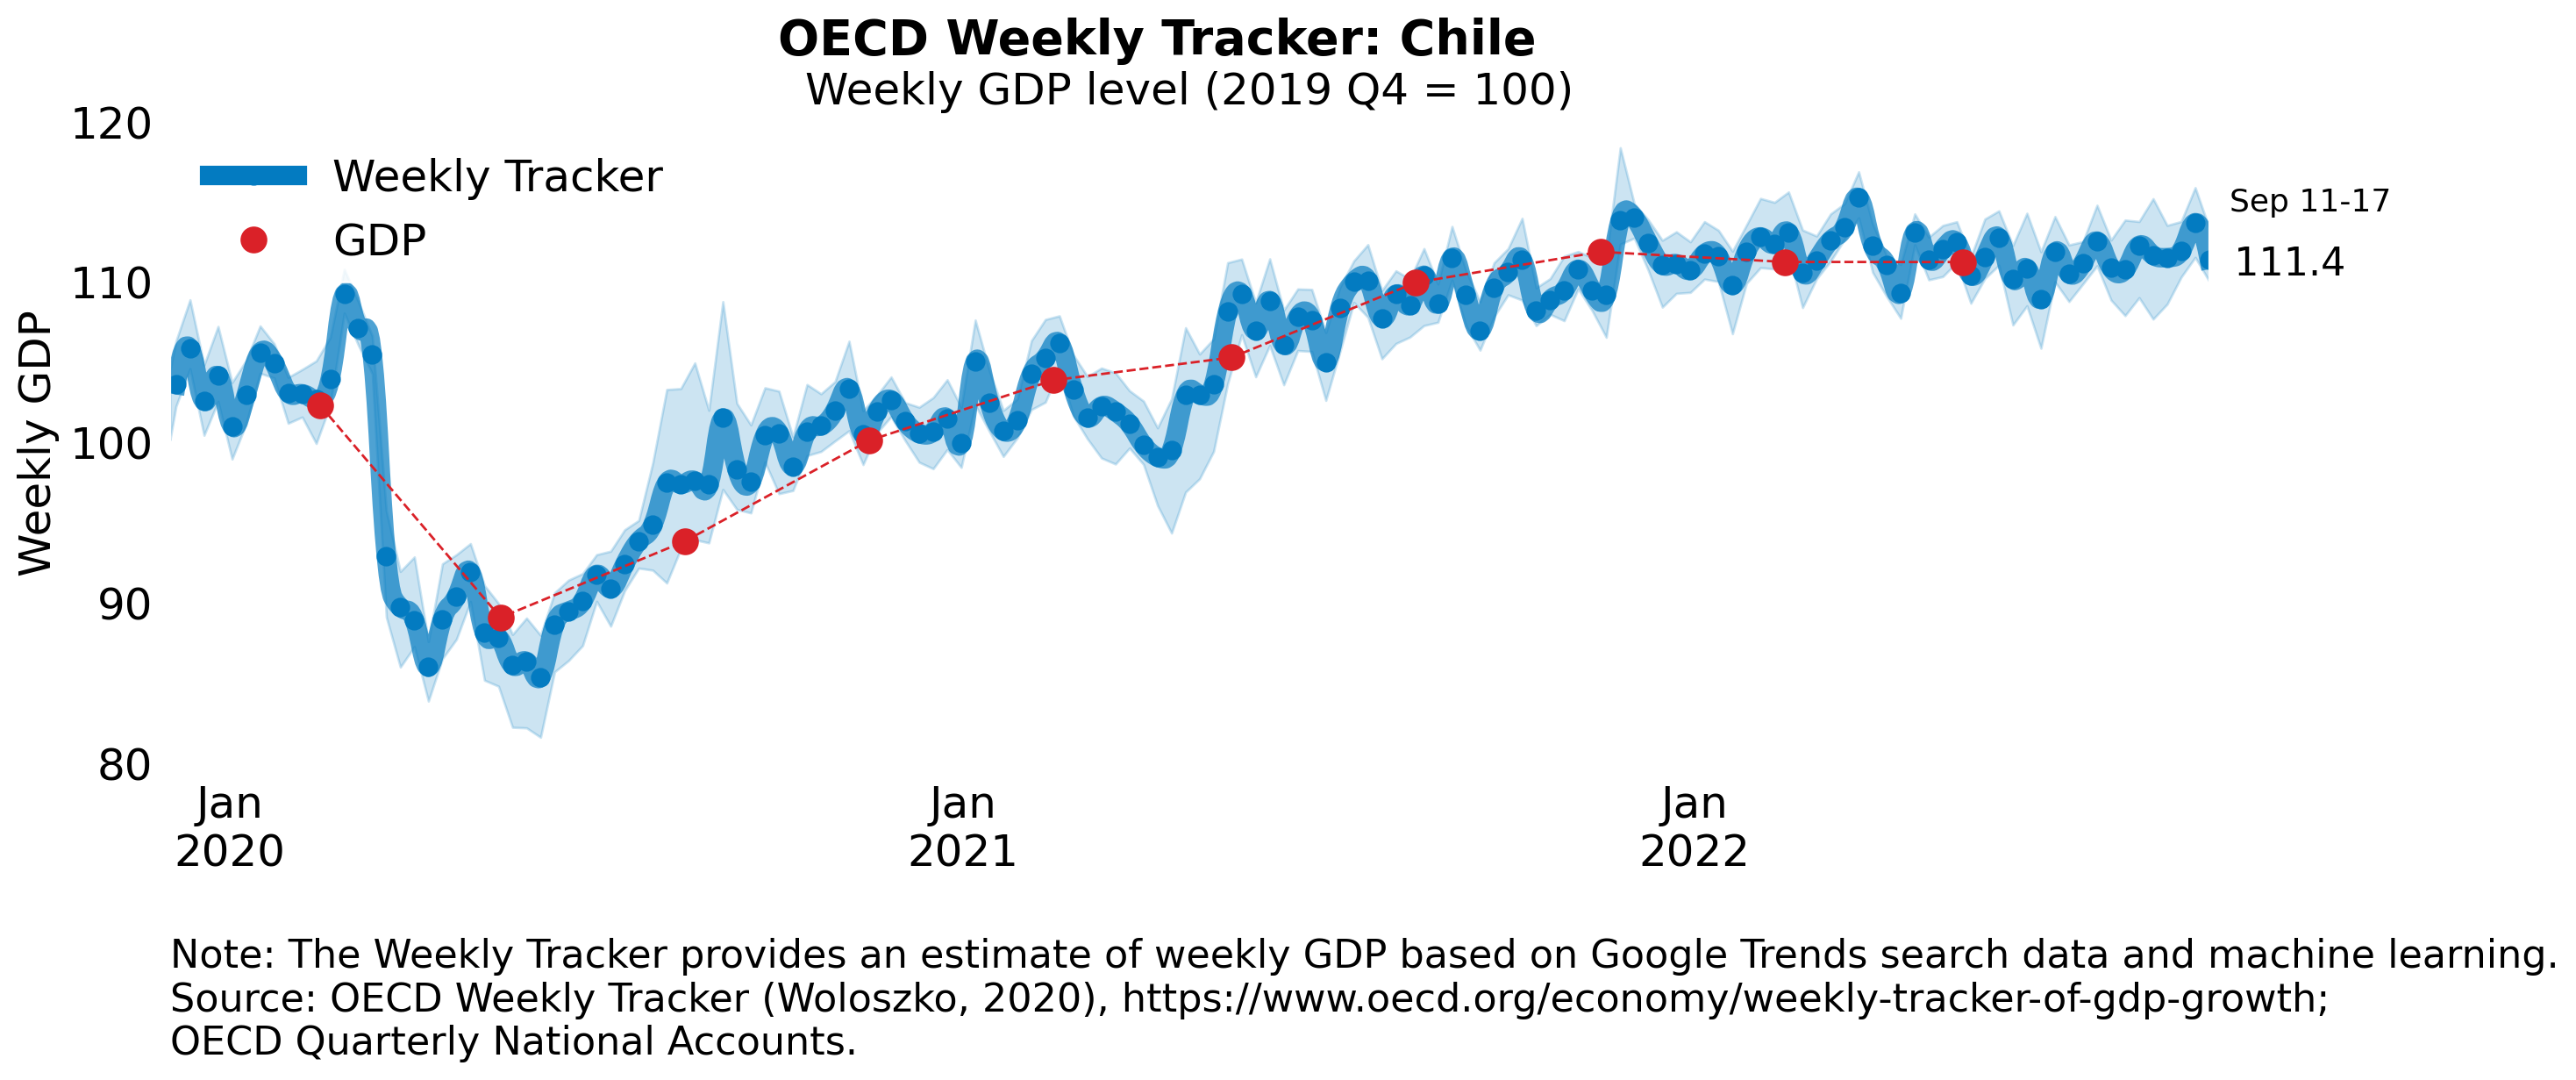 OECD Weekly Tracker: Chile
Weekly GDP level (2019 Q4 = 100)
120
110
100
90
80
Weekly GDP
Weekly Tracker
GDP
Sep 11-17
111.4
Jan
2020
Jan
2021
Jan
2022
Note: The Weekly Tracker provides an estimate of weekly GDP based on Google Trends search data and machine learning.
Source: OECD Weekly Tracker (Woloszko, 2020), https://www.oecd.org/economy/weekly-tracker-of-gdp-growth;
OECD Quarterly National Accounts.